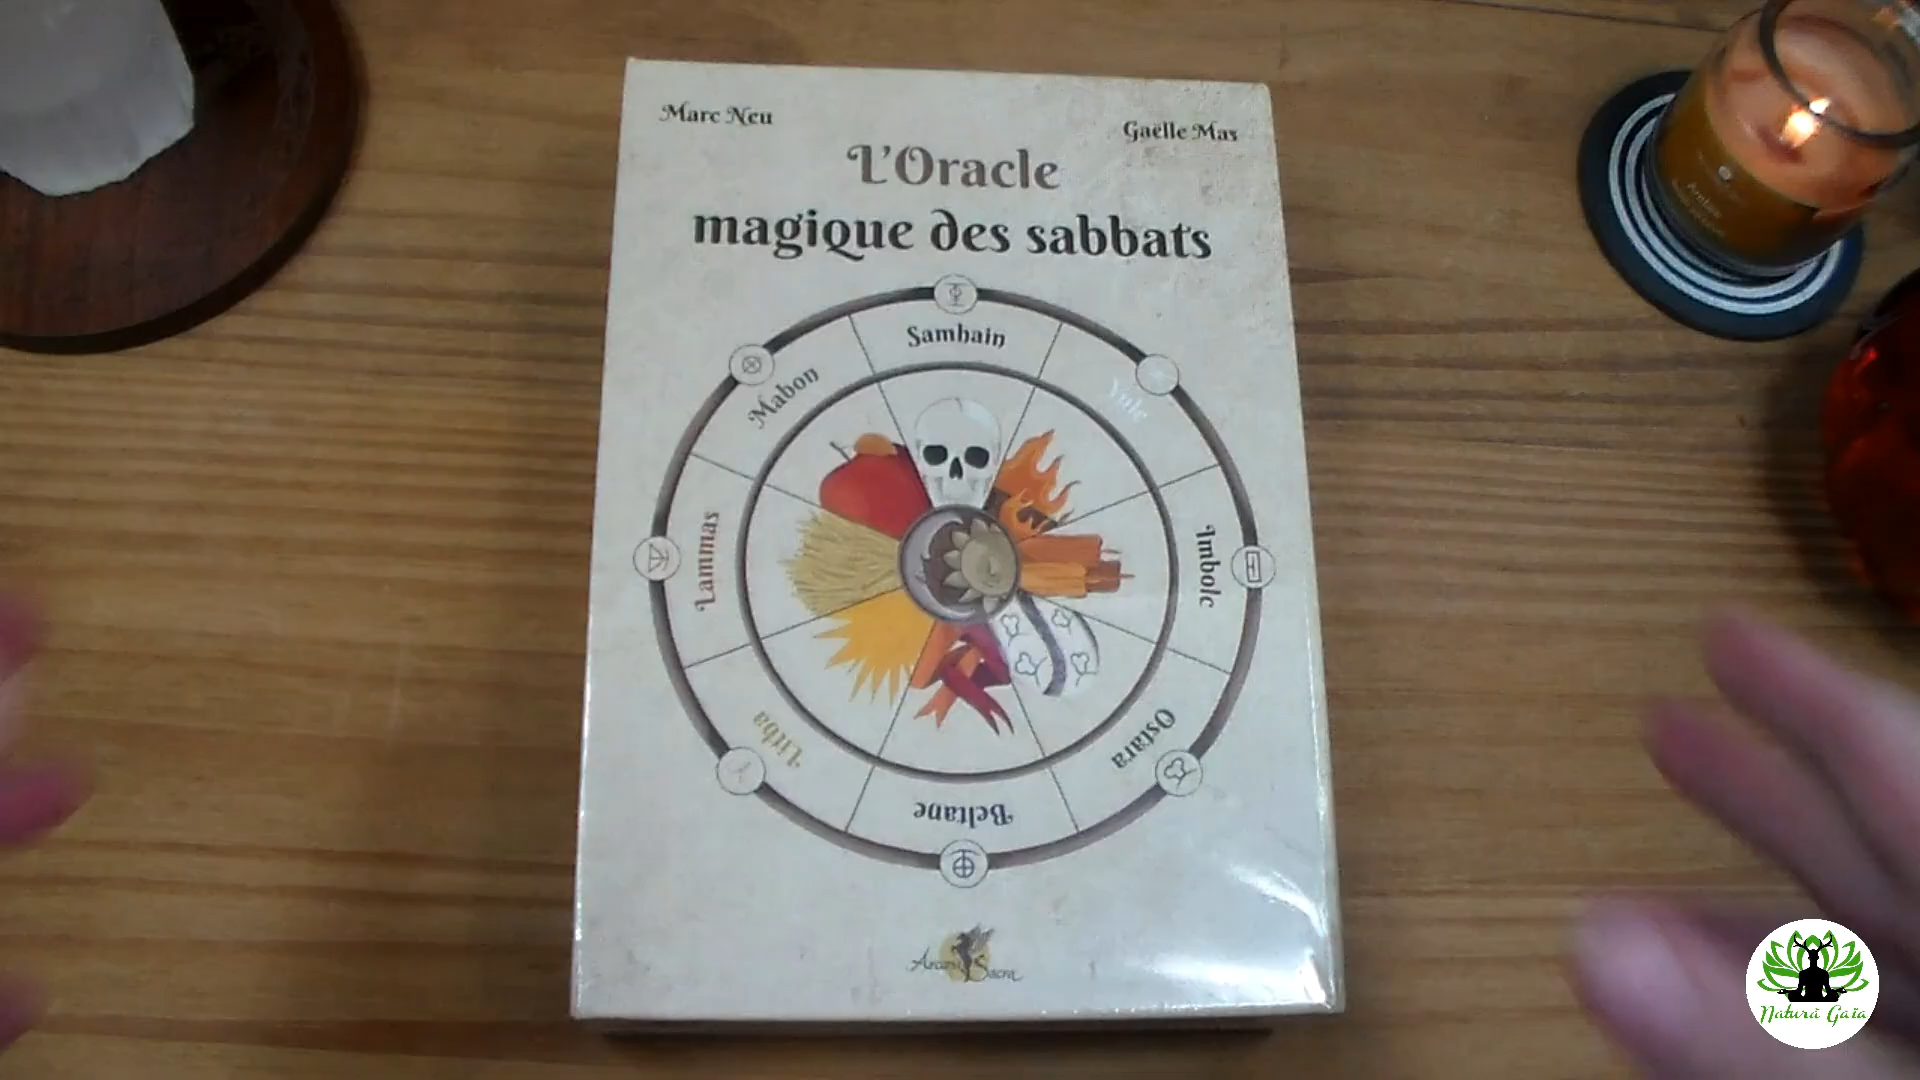 Marc Neu
Gaëlle Mas
L'Oracle
magique des sabbats
Samhain
Yule
Imbolc
Ostara
Beltane
Litha
Lammas
Mabon
Arcana Sacra
Natura Gaïa